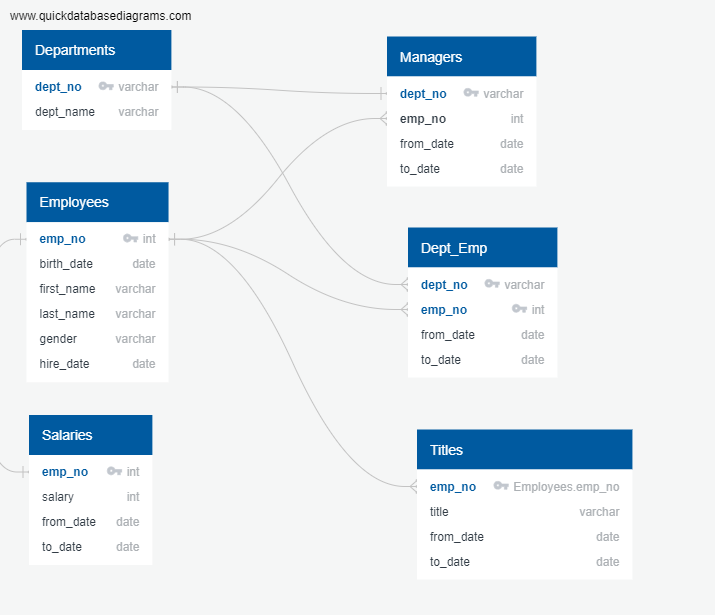 www.quickdatabasediagrams.com
Departments
dept_no varchar
dept_name varchar
Managers
dept_no varchar
emp_no int
from_date date
to_date date
Employees
emp_no int
birth_date date
first_name varchar
last_name varchar
gender varchar
hire_date date
Dept_Emp
dept_no varchar
emp_no int
from_date date
to_date date
Salaries
emp_no int
salary int
from_date date
to_date date
Titles
emp_no Employees.emp_no
title varchar
from_date date
to_date date